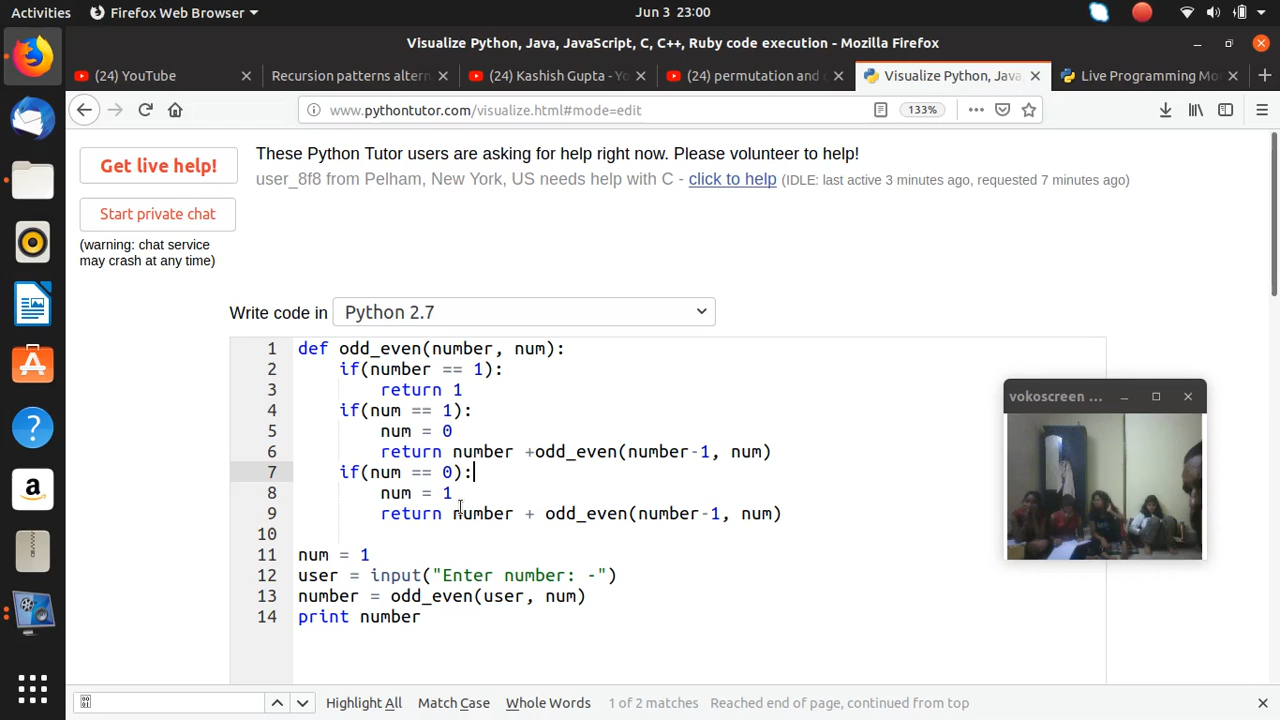 Activities
Firefox Web Browser
Jun 3 23:00
Visualize Python, Java, JavaScript, C, C++, Ruby code execution - Mozilla Firefox
(24) YouTube
Recursion patterns altern
(24) Kashish Gupta - Yo
(24) permutation and c
Visualize Python, Java,
Live Programming Mo
www.pythontutor.com/visualize.html#mode=edit
133%
Get live help!
Start private chat
(warning: chat service
may crash at any time)
These Python Tutor users are asking for help right now. Please volunteer to help!
user_8f8 from Pelham, New York, US needs help with C - click to help (IDLE: last active 3 minutes ago, requested 7 minutes ago)
Write code in Python 2.7
1 def odd_even(number, num):
2 if(number == 1):
3 return 1
4 if(num == 1):
5 num = 0
6 return number +odd_even(number-1, num)
7 if(num == 0):
8 num = 1
9 return number + odd_even(number-1, num)
10
11 num = 1
12 user = input("Enter number: -")
13 number = odd_even(user, num)
14 print number
vokoscreen ...
Highlight All
Match Case
Whole Words
1 of 2 matches
Reached end of page, continued from top